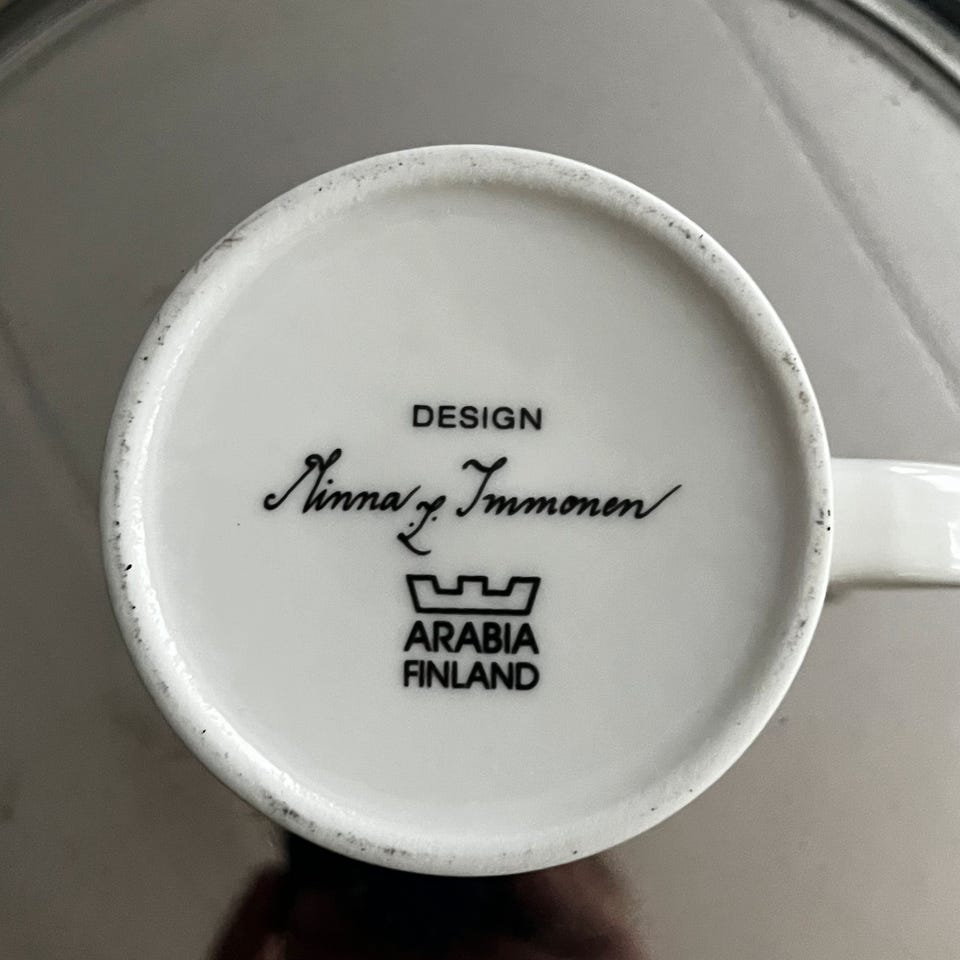 DESIGN
Ninna L. Immonen
ARABIA
FINLAND